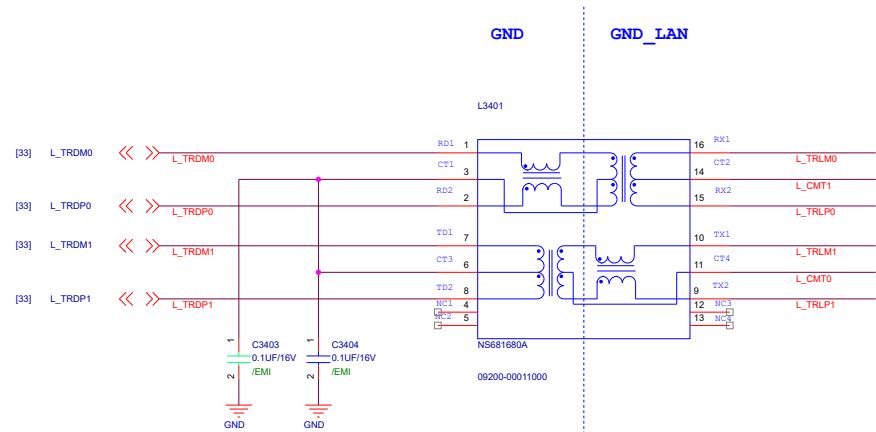 GND GND_LAN
L3401
[33] L_TRDM0 L_TRDM0 RD1 1 16 RX1 L_TRLM0
CT1 3 14 CT2 L_CMT1
[33] L_TRDP0 L_TRDP0 RD2 2 15 RX2 L_TRLP0
[33] L_TRDM1 L_TRDM1 TD1 7 10 TX1 L_TRLM1
CT3 6 11 CT4 L_CMT0
[33] L_TRDP1 L_TRDP1 TD2 8 9 TX2 L_TRLP1
NC1 4 12 NC3
NC2 5 13 NC4
NS681680A
09200-00011000
1 C3403 1 C3404
0.1UF/16V 0.1UF/16V
2 /EMI 2 /EMI
GND GND